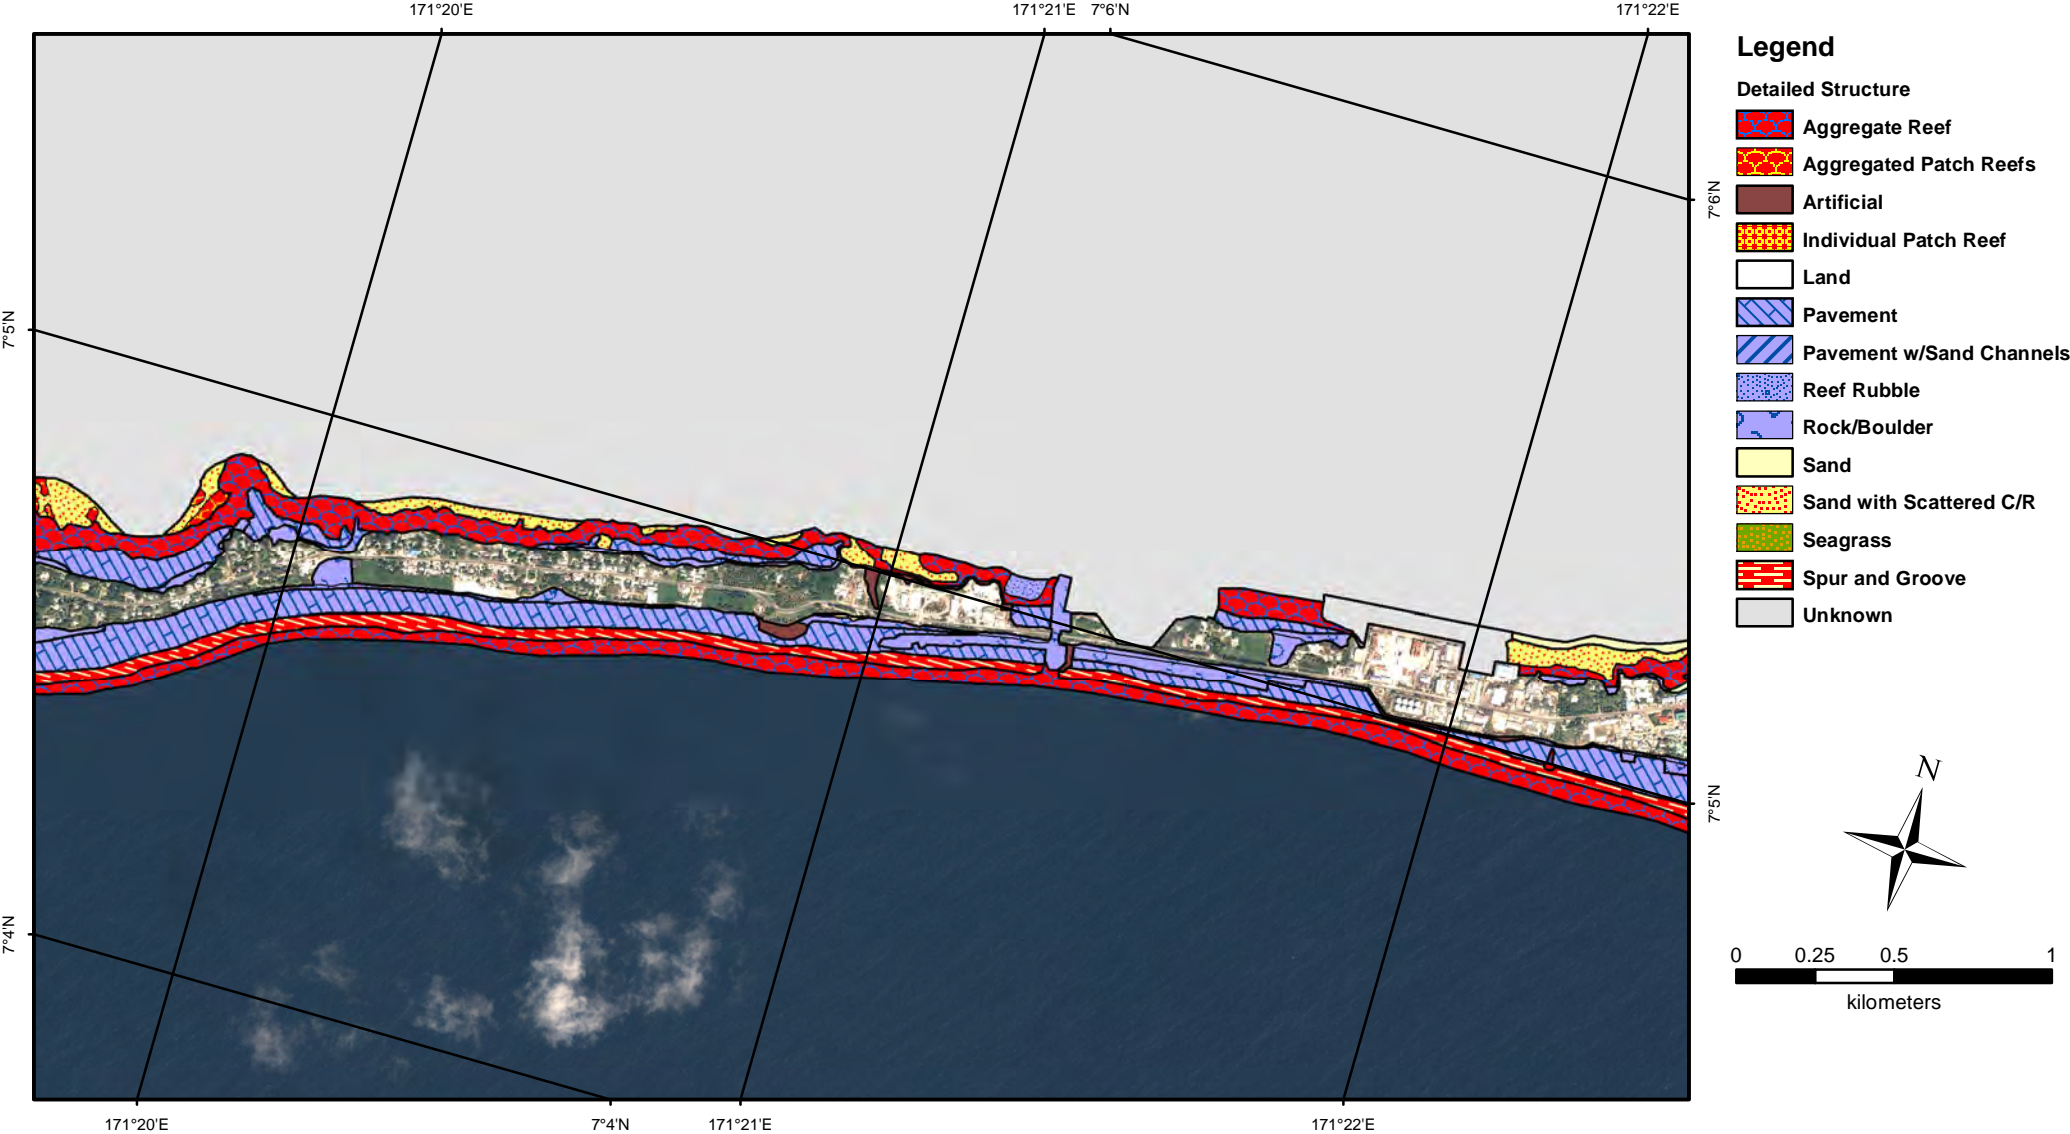 171°20'E
171°21'E
7°6'N
171°22'E
Legend
Detailed Structure
Aggregate Reef
Aggregated Patch Reefs
Artificial
Individual Patch Reef
Land
Pavement
Pavement w/Sand Channels
Reef Rubble
Rock/Boulder
Sand
Sand with Scattered C/R
Seagrass
Spur and Groove
Unknown
7°6'N
7°5'N
7°5'N
7°4'N
N
0 0.25 0.5 1
kilometers
171°20'E
7°4'N
171°21'E
171°22'E